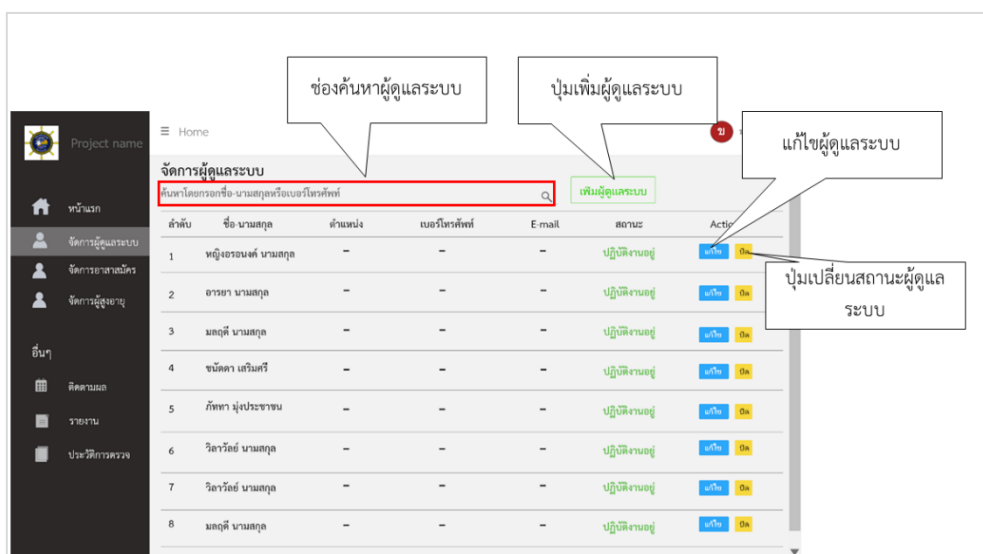 ช่องค้นหาผู้ดูแลระบบ
ปุ่มเพิ่มผู้ดูแลระบบ
แก้ไขผู้ดูแลระบบ
Project name
Home
ข
จัดการผู้ดูแลระบบ
ค้นหาโดยกรอกชื่อ-นามสกุลหรือเบอร์โทรศัพท์
เพิ่มผู้ดูแลระบบ
หน้าแรก
จัดการผู้ดูแลระบบ
จัดการอาสาสมัคร
จัดการผู้สูงอายุ
อื่นๆ
ติดตามผล
รายงาน
ประวัติการตรวจ
ลำดับ ชื่อ-นามสกุล ตำแหน่ง เบอร์โทรศัพท์ E-mail สถานะ
1 หญิงอรอนงค์ นามสกุล - - - ปฏิบัติงานอยู่ แก้ไข ปิด
ปุ่มเปลี่ยนสถานะผู้ดูแล
ระบบ
2 อารยา นามสกุล - - - ปฏิบัติงานอยู่ แก้ไข ปิด
3 มลฤดี นามสกุล - - - ปฏิบัติงานอยู่ แก้ไข ปิด
4 ชนัดดา เสริมศรี - - - ปฏิบัติงานอยู่ แก้ไข ปิด
5 ภัททา มุ่งประชาชน - - - ปฏิบัติงานอยู่ แก้ไข ปิด
6 วิลาวัลย์ นามสกุล - - - ปฏิบัติงานอยู่ แก้ไข ปิด
7 วิลาวัลย์ นามสกุล - - - ปฏิบัติงานอยู่ แก้ไข ปิด
8 มลฤดี นามสกุล - - - ปฏิบัติงานอยู่ แก้ไข ปิด